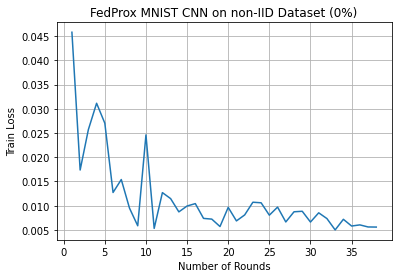 FedProx MNIST CNN on non-IID Dataset (0%)
0.045
0.040
0.035
0.030
0.025
0.020
0.015
0.010
0.005
Train Loss
0 5 10 15 20 25 30 35
Number of Rounds